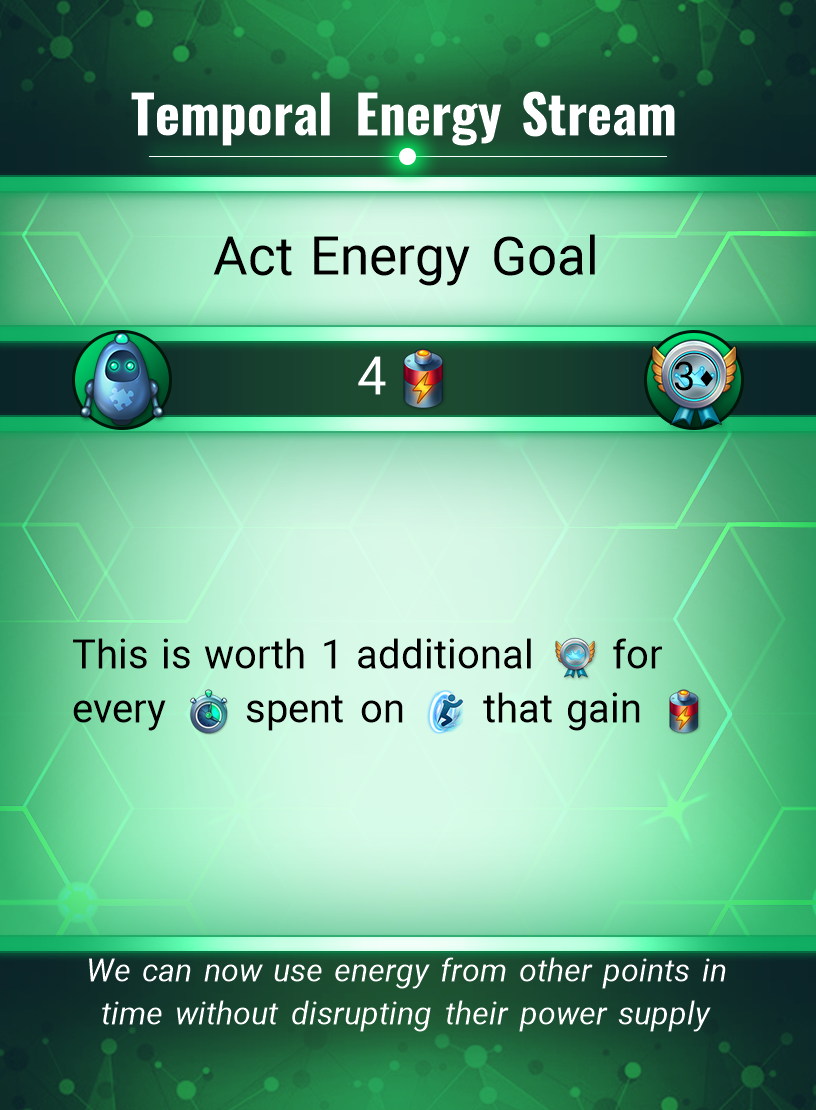 Temporal Energy Stream
Act Energy Goal
4
3♦
This is worth 1 additional for
every spent on that gain
We can now use energy from other points in
time without disrupting their power supply